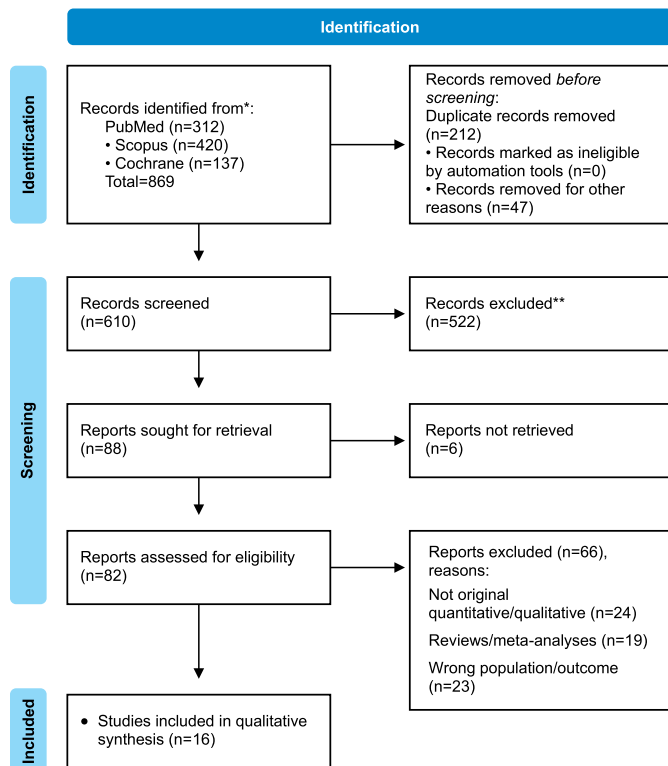 Identification
Identification
Records identified from*:
PubMed (n=312)
• Scopus (n=420)
• Cochrane (n=137)
Total=869
Records removed before
screening:
Duplicate records removed
(n=212)
• Records marked as ineligible
by automation tools (n=0)
• Records removed for other
reasons (n=47)
Screening
Records screened
(n=610)
Records excluded**
(n=522)
Reports sought for retrieval
(n=88)
Reports not retrieved
(n=6)
Reports assessed for eligibility
(n=82)
Reports excluded (n=66),
reasons:
Not original
quantitative/qualitative (n=24)
Reviews/meta-analyses (n=19)
Wrong population/outcome
(n=23)
Included
● Studies included in qualitative
synthesis (n=16)